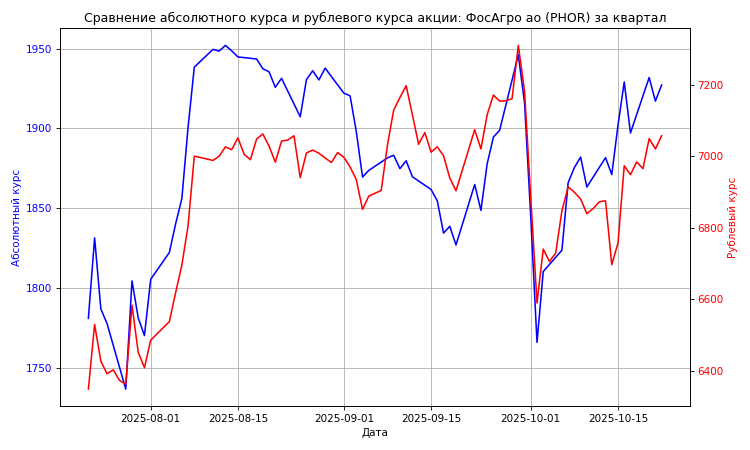 Сравнение абсолютного курса и рублевого курса акции: ФосАгро ао (PHOR) за квартал
1950
1900
1850
1800
1750
Абсолютный курс
7200
7000
6800
6600
6400
Рублевый курс
2025-08-01 2025-08-15 2025-09-01 2025-09-15 2025-10-01 2025-10-15
Дата